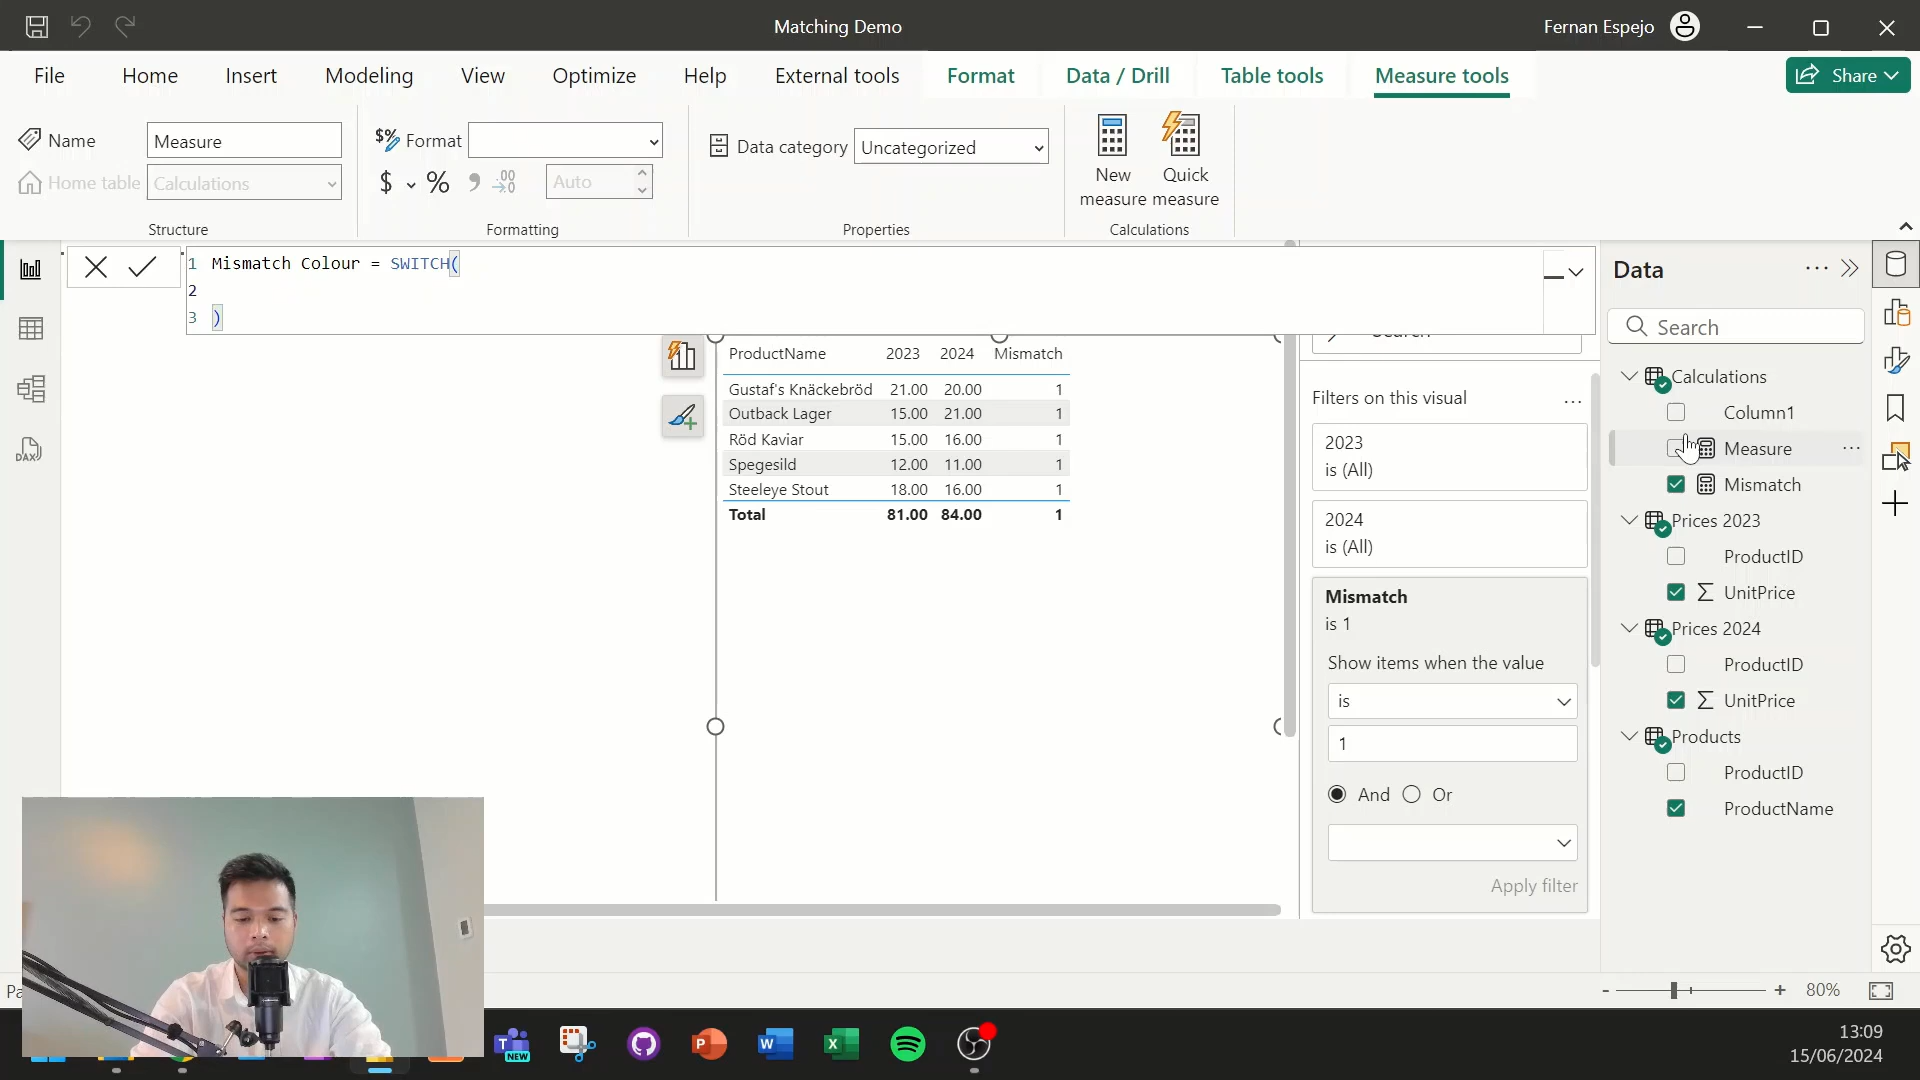 Matching Demo
Fernan Espejo
File Home Insert Modeling View Optimize Help External tools Format Data / Drill Table tools Measure tools
Share
Name Measure
Home table Calculations
Structure
$% Format
$ % 9 .00
Auto
Formatting
Data category Uncategorized
Properties
New measure
Quick measure
Calculations
1 Mismatch Colour = SWITCH(
2
3 )
ProductName 2023 2024 Mismatch
Gustaf's Knäckebröd 21.00 20.00 1
Outback Lager 15.00 21.00 1
Röd Kaviar 15.00 16.00 1
Spegesild 12.00 11.00 1
Steeleye Stout 18.00 16.00 1
Total 81.00 84.00 1
Filters on this visual
2023
is (All)
2024
is (All)
Mismatch
is 1
Show items when the value
is
1
And Or
Apply filter
Data
Search
Calculations
Column1
Measure
Mismatch
Prices 2023
ProductID
UnitPrice
Prices 2024
ProductID
UnitPrice
Products
ProductID
ProductName
DAX
- + 80%
NEW
P
W
X
13:09
15/06/2024